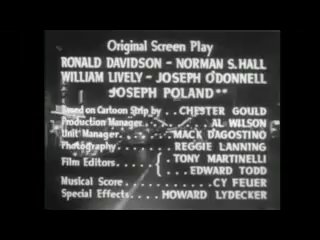 Original Screen Play
RONALD DAVIDSON - NORMAN S. HALL
WILLIAM LIVELY - JOSEPH O'DONNELL
JOSEPH POLAND
Based on Cartoon Strip by . . CHESTER GOULD
Production Manager . . . . . . . AL WILSON
Unit Manager . . . . . . MACK D'AGOSTINO
Photography . . . . . . . REGGIE LANNING
Film Editors . . . . . { TONY MARTINELLI
EDWARD TODD
Musical Score . . . . . . . . . CY FEUER
Special Effects . . . . HOWARD LYDECKER